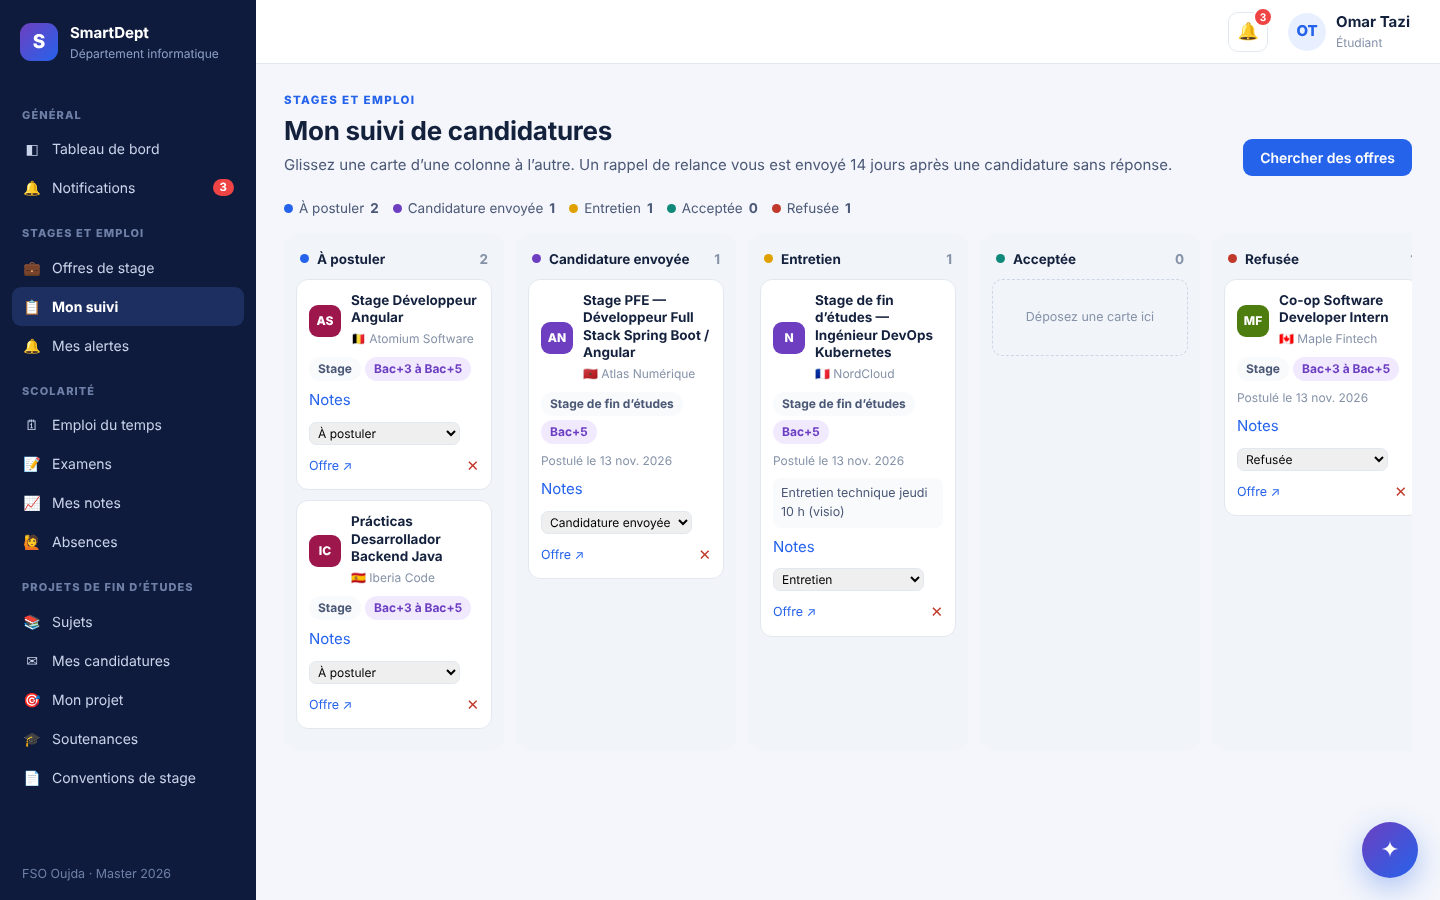 S
SmartDept
Département informatique
GÉNÉRAL
Tableau de bord
Notifications 3
STAGES ET EMPLOI
Offres de stage
Mon suivi
Mes alertes
SCOLARITÉ
Emploi du temps
Examens
Mes notes
Absences
PROJETS DE FIN D’ÉTUDES
Sujets
Mes candidatures
Mon projet
Soutenances
Conventions de stage
FSO Oujda · Master 2026
3
OT
Omar Tazi
Étudiant
STAGES ET EMPLOI
Mon suivi de candidatures
Glissez une carte d’une colonne à l’autre. Un rappel de relance vous est envoyé 14 jours après une candidature sans réponse.
Chercher des offres
À postuler 2 Candidature envoyée 1 Entretien 1 Acceptée 0 Refusée 1
À postuler 2
AS
Stage Développeur
Angular
Atomium Software
Stage Bac+3 à Bac+5
Notes
À postuler
Offre ↗ ✕
IC
Prácticas
Desarrollador
Backend Java
Iberia Code
Stage Bac+3 à Bac+5
Notes
À postuler
Offre ↗ ✕
Candidature envoyée 1
AN
Stage PFE —
Développeur Full
Stack Spring Boot /
Angular
Atlas Numérique
Stage de fin d’études
Bac+5
Postulé le 13 nov. 2026
Notes
Candidature envoyée
Offre ↗ ✕
Entretien 1
N
Stage de fin
d’études —
Ingénieur DevOps
Kubernetes
NordCloud
Stage de fin d’études
Bac+5
Postulé le 13 nov. 2026
Entretien technique jeudi
10 h (visio)
Notes
Entretien
Offre ↗ ✕
Acceptée 0
Déposez une carte ici
Refusée
MF
Co-op Software
Developer Intern
Maple Fintech
Stage Bac+3 à Bac+5
Postulé le 13 nov. 2026
Notes
Refusée
Offre ↗ ✕